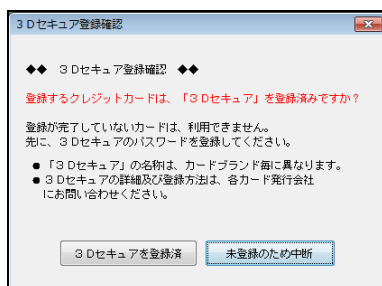 3Dセキュア登録確認
◆◆ 3Dセキュア登録確認 ◆◆
登録するクレジットカードは、「3Dセキュア」を登録済みですか？
登録が完了していないカードは、利用できません。
先に、3Dセキュアのパスワードを登録してください。
● 「3Dセキュア」の名称は、カードブランド毎に異なります。
● 3Dセキュアの詳細及び登録方法は、各カード発行会社
にお問い合わせください。
3Dセキュアを登録済 未登録のため中断